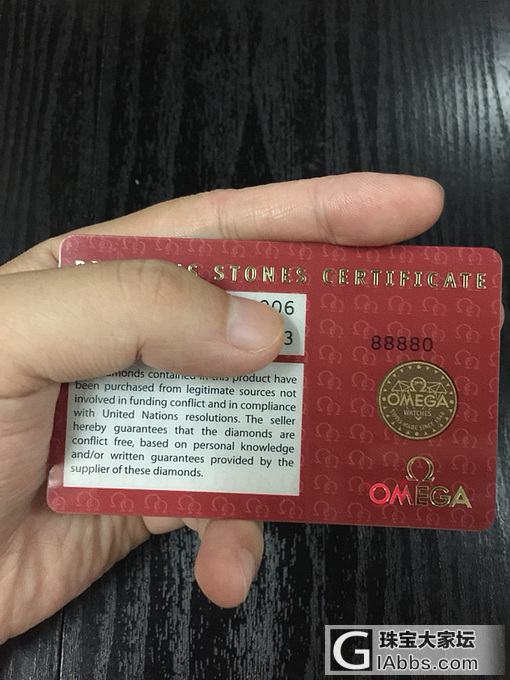 STONES CERTIFICATE
006
3
88880
contained in this product have
been purchased from legitimate sources not
involved in funding conflict and in compliance
with United Nations resolutions. The seller
hereby guarantees that the diamonds are
conflict free, based on personal knowledge
and/or written guarantees provided by the
supplier of these diamonds.
OMEGA
WATCHES
Ω
OMEGA
G 珠宝大家坛
GIAbbs.com